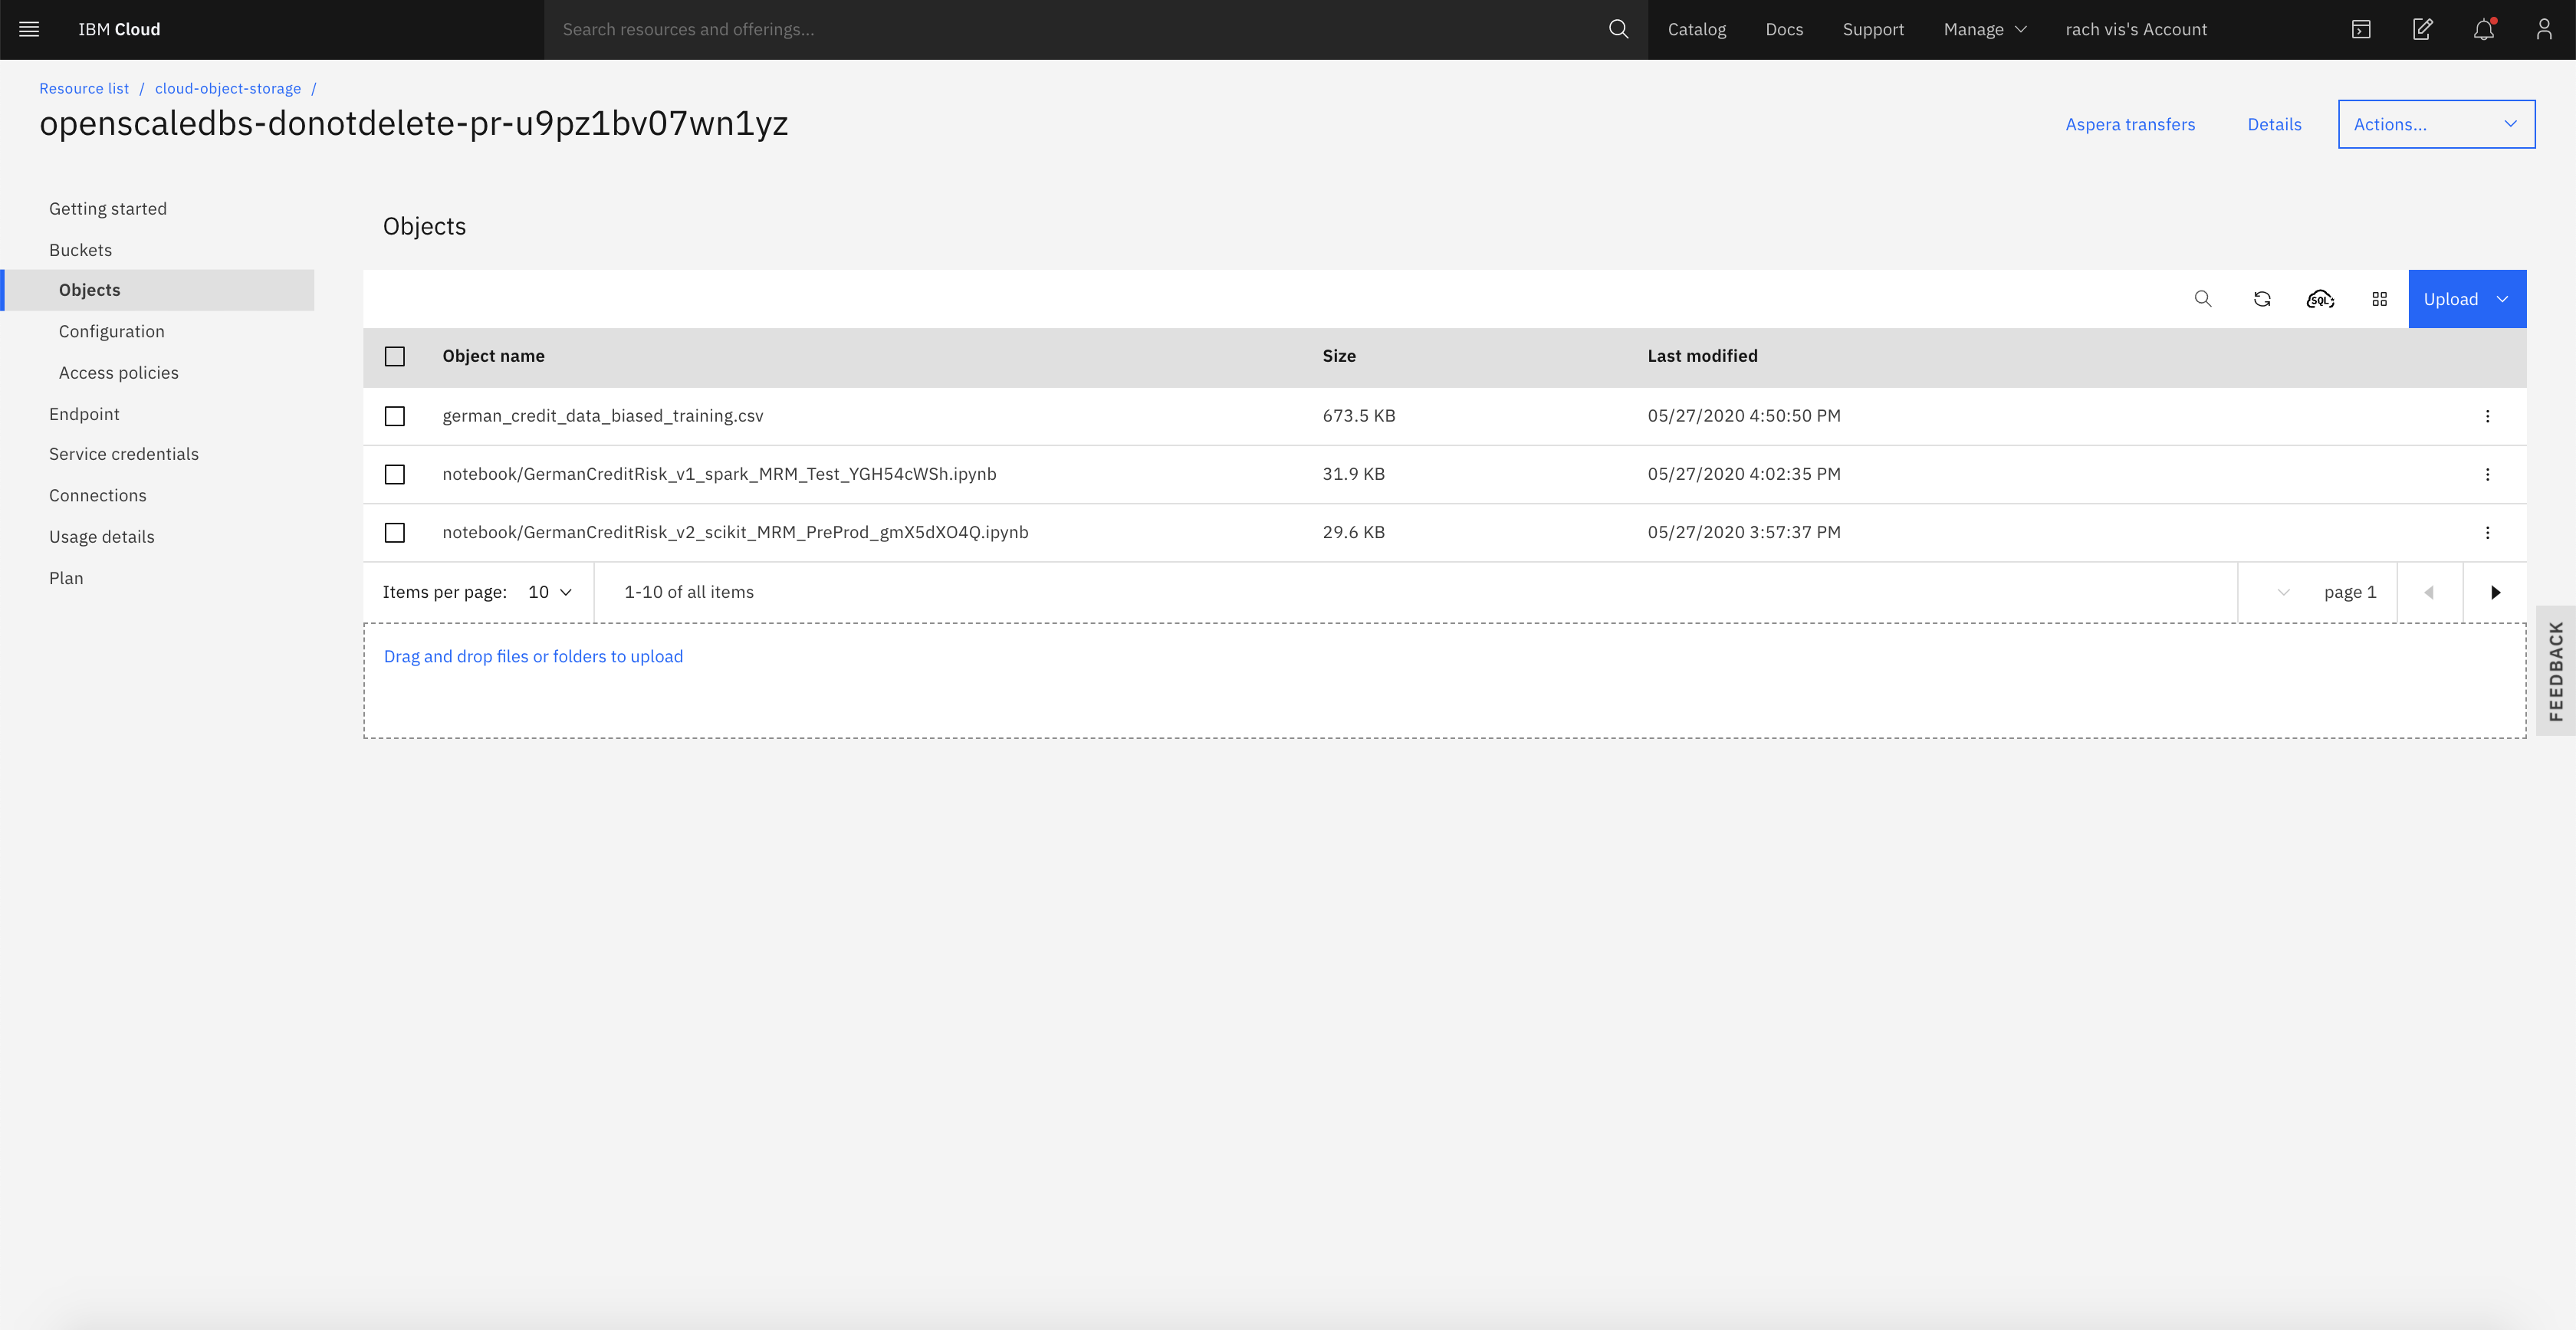 IBM Cloud Search resources and offerings... Catalog Docs Support Manage rach vis's Account
Resource list / cloud-object-storage /
openscaledbs-donotdelete-pr-u9pz1bv07wn1yz
Aspera transfers Details Actions...
Getting started
Buckets
Objects
Configuration
Access policies
Endpoint
Service credentials
Connections
Usage details
Plan
Objects
SQL Upload
Object name Size Last modified
german_credit_data_biased_training.csv 673.5 KB 05/27/2020 4:50:50 PM
notebook/GermanCreditRisk_v1_spark_MRM_Test_YGH54cWSh.ipynb 31.9 KB 05/27/2020 4:02:35 PM
notebook/GermanCreditRisk_v2_scikit_MRM_PreProd_gmX5dXO4Q.ipynb 29.6 KB 05/27/2020 3:57:37 PM
Items per page: 10 1-10 of all items page 1
Drag and drop files or folders to upload
FEEDBACK